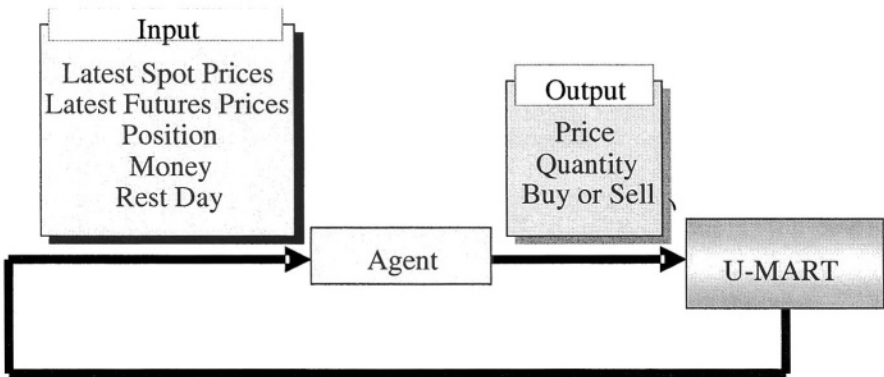 Input
Latest Spot Prices
Latest Futures Prices
Position
Money
Rest Day
Output
Price
Quantity
Buy or Sell
Agent
U-MART